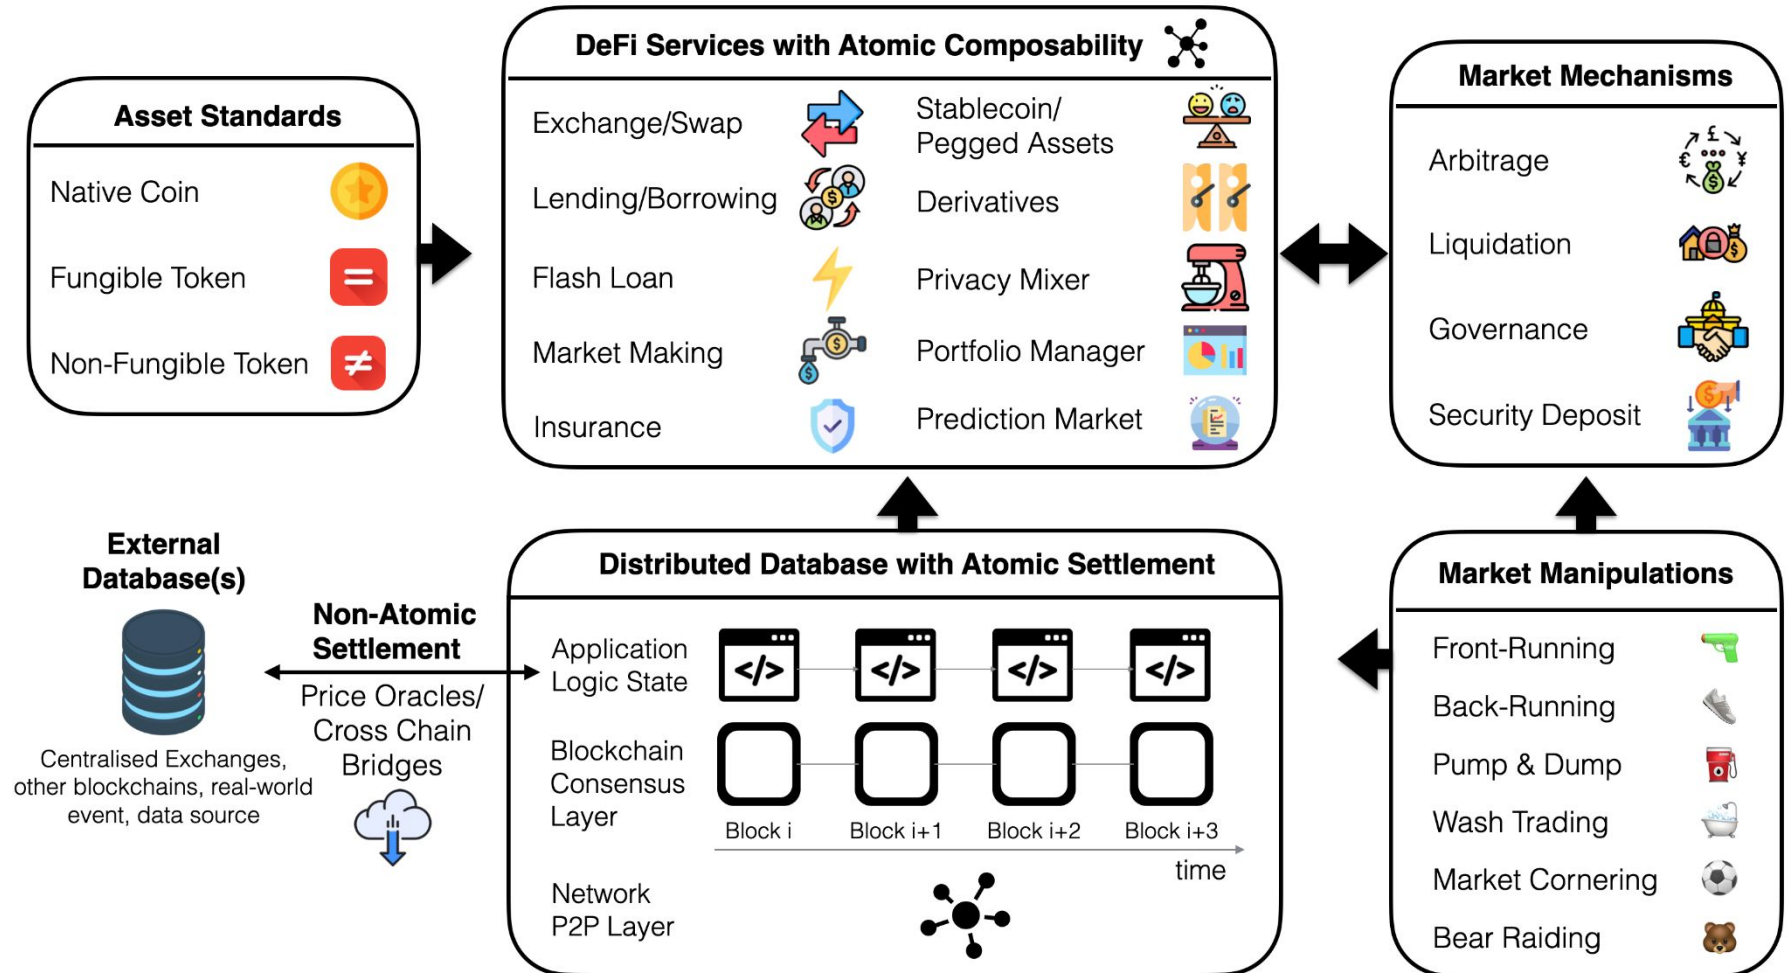 DeFi Services with Atomic Composability
Exchange/Swap
Lending/Borrowing
Flash Loan
Market Making
Insurance
Stablecoin/
Pegged Assets
Derivatives
Privacy Mixer
Portfolio Manager
Prediction Market
Asset Standards
Native Coin
Fungible Token
Non-Fungible Token
Market Mechanisms
Arbitrage
Liquidation
Governance
Security Deposit
External
Database(s)
Centralised Exchanges,
other blockchains, real-world
event, data source
Non-Atomic
Settlement
Price Oracles/
Cross Chain
Bridges
Distributed Database with Atomic Settlement
Application
Logic State
</>
</>
</>
</>
Blockchain
Consensus
Layer
Block i
Block i+1
Block i+2
Block i+3
time
Network
P2P Layer
Market Manipulations
Front-Running
Back-Running
Pump & Dump
Wash Trading
Market Cornering
Bear Raiding